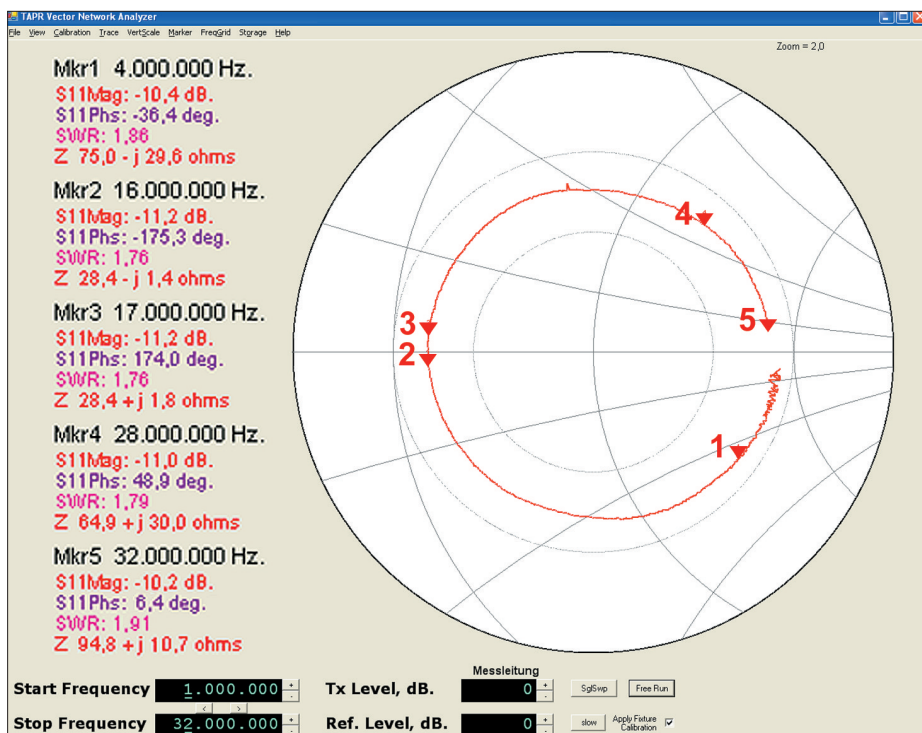 TAPR Vector Network Analyzer
File View Calibration Trace VertScale Marker FreqGrid Storage Help
Zoom = 2,0
Mkr1 4.000.000 Hz.
S11Mag: -10,4 dB.
S11Phs: -36,4 deg.
SWR: 1,86
Z 75,0 - j 29,6 ohms
Mkr2 16.000.000 Hz.
S11Mag: -11,2 dB.
S11Phs: -175,3 deg.
SWR: 1,76
Z 28,4 - j 1,4 ohms
Mkr3 17.000.000 Hz.
S11Mag: -11,2 dB.
S11Phs: 174,0 deg.
SWR: 1,76
Z 28,4 +j 1,8 ohms
Mkr4 28.000.000 Hz.
S11Mag: -11,0 dB.
S11Phs: 48,9 deg.
SWR: 1,79
Z 64,9 +j 30,0 ohms
Mkr5 32.000.000 Hz.
S11Mag: -10,2 dB.
S11Phs: 6,4 deg.
SWR: 1,91
Z 94,8 +j 10,7 ohms
4
5
3
2
1
Messleitung
Start Frequency 1.000.000 + - Tx Level, dB. 0 + - SglSwp Free Run
< >
Stop Frequency 32.000.000 + - Ref. Level, dB. 0 + - slow Apply Fixture
Calibration